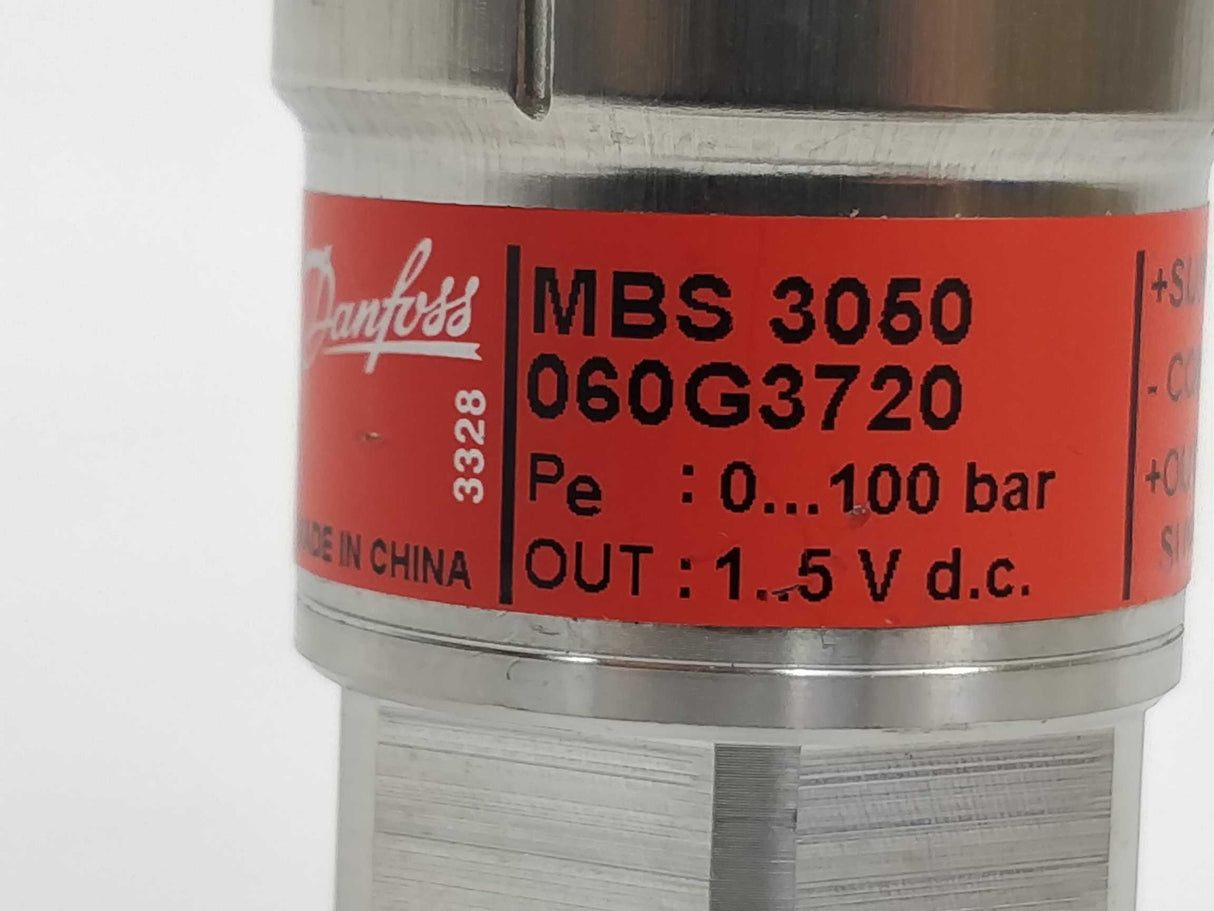 Danfoss
3328
MADE IN CHINA
MBS 3050
060G3720
Pe : 0...100 bar
OUT : 1..5 V d.c.